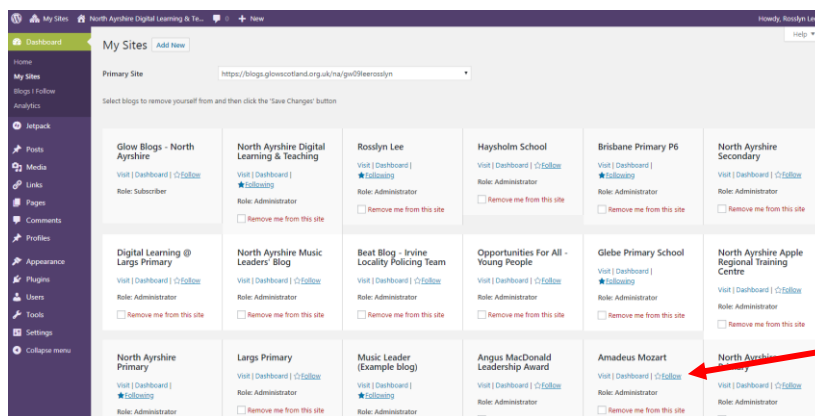 My Sites North Ayrshire Digital Learning & Te... 0 + New Howdy, Rosslyn Lee
Dashboard
Home
My Sites
Blogs I Follow
Analytics
Jetpack
Posts
Media
Links
Pages
Comments
Profiles
Appearance
Plugins
Users
Tools
Settings
Collapse menu
Help
My Sites Add New
Primary Site https://blogs.glowscotland.org.uk/na/gw09leerosslyn
Select blogs to remove yourself from and then click the 'Save Changes' button
Glow Blogs - North
Ayrshire
Visit | Dashboard | Follow
Role: Subscriber
North Ayrshire Digital
Learning & Teaching
Visit | Dashboard |
Following
Role: Administrator
Remove me from this site
Rosslyn Lee
Visit | Dashboard |
Following
Role: Administrator
Remove me from this site
Haysholm School
Visit | Dashboard | Follow
Role: Administrator
Remove me from this site
Brisbane Primary P6
Visit | Dashboard |
Following
Role: Administrator
Remove me from this site
North Ayrshire
Secondary
Visit | Dashboard | Follow
Role: Administrator
Remove me from this site
Digital Learning @
Largs Primary
Visit | Dashboard | Follow
Role: Administrator
Remove me from this site
North Ayrshire Music
Leaders' Blog
Visit | Dashboard | Follow
Role: Administrator
Remove me from this site
Beat Blog - Irvine
Locality Policing Team
Visit | Dashboard | Follow
Role: Administrator
Remove me from this site
Opportunities For All -
Young People
Visit | Dashboard | Follow
Role: Administrator
Remove me from this site
Glebe Primary School
Visit | Dashboard |
Following
Role: Administrator
Remove me from this site
North Ayrshire Apple
Regional Training
Centre
Visit | Dashboard | Follow
Role: Administrator
Remove me from this site
North Ayrshire
Primary
Visit | Dashboard |
Following
Role: Administrator
Largs Primary
Visit | Dashboard | Follow
Role: Administrator
Remove me from this site
Music Leader
(Example blog)
Visit | Dashboard |
Following
Role: Administrator
Angus MacDonald
Leadership Award
Visit | Dashboard | Follow
Role: Administrator
Amadeus Mozart
Visit | Dashboard | Follow
Role: Administrator
Remove me from this site
North Ayrshire
Primary
Visit | Dashboard | Follow
Role: Administrator